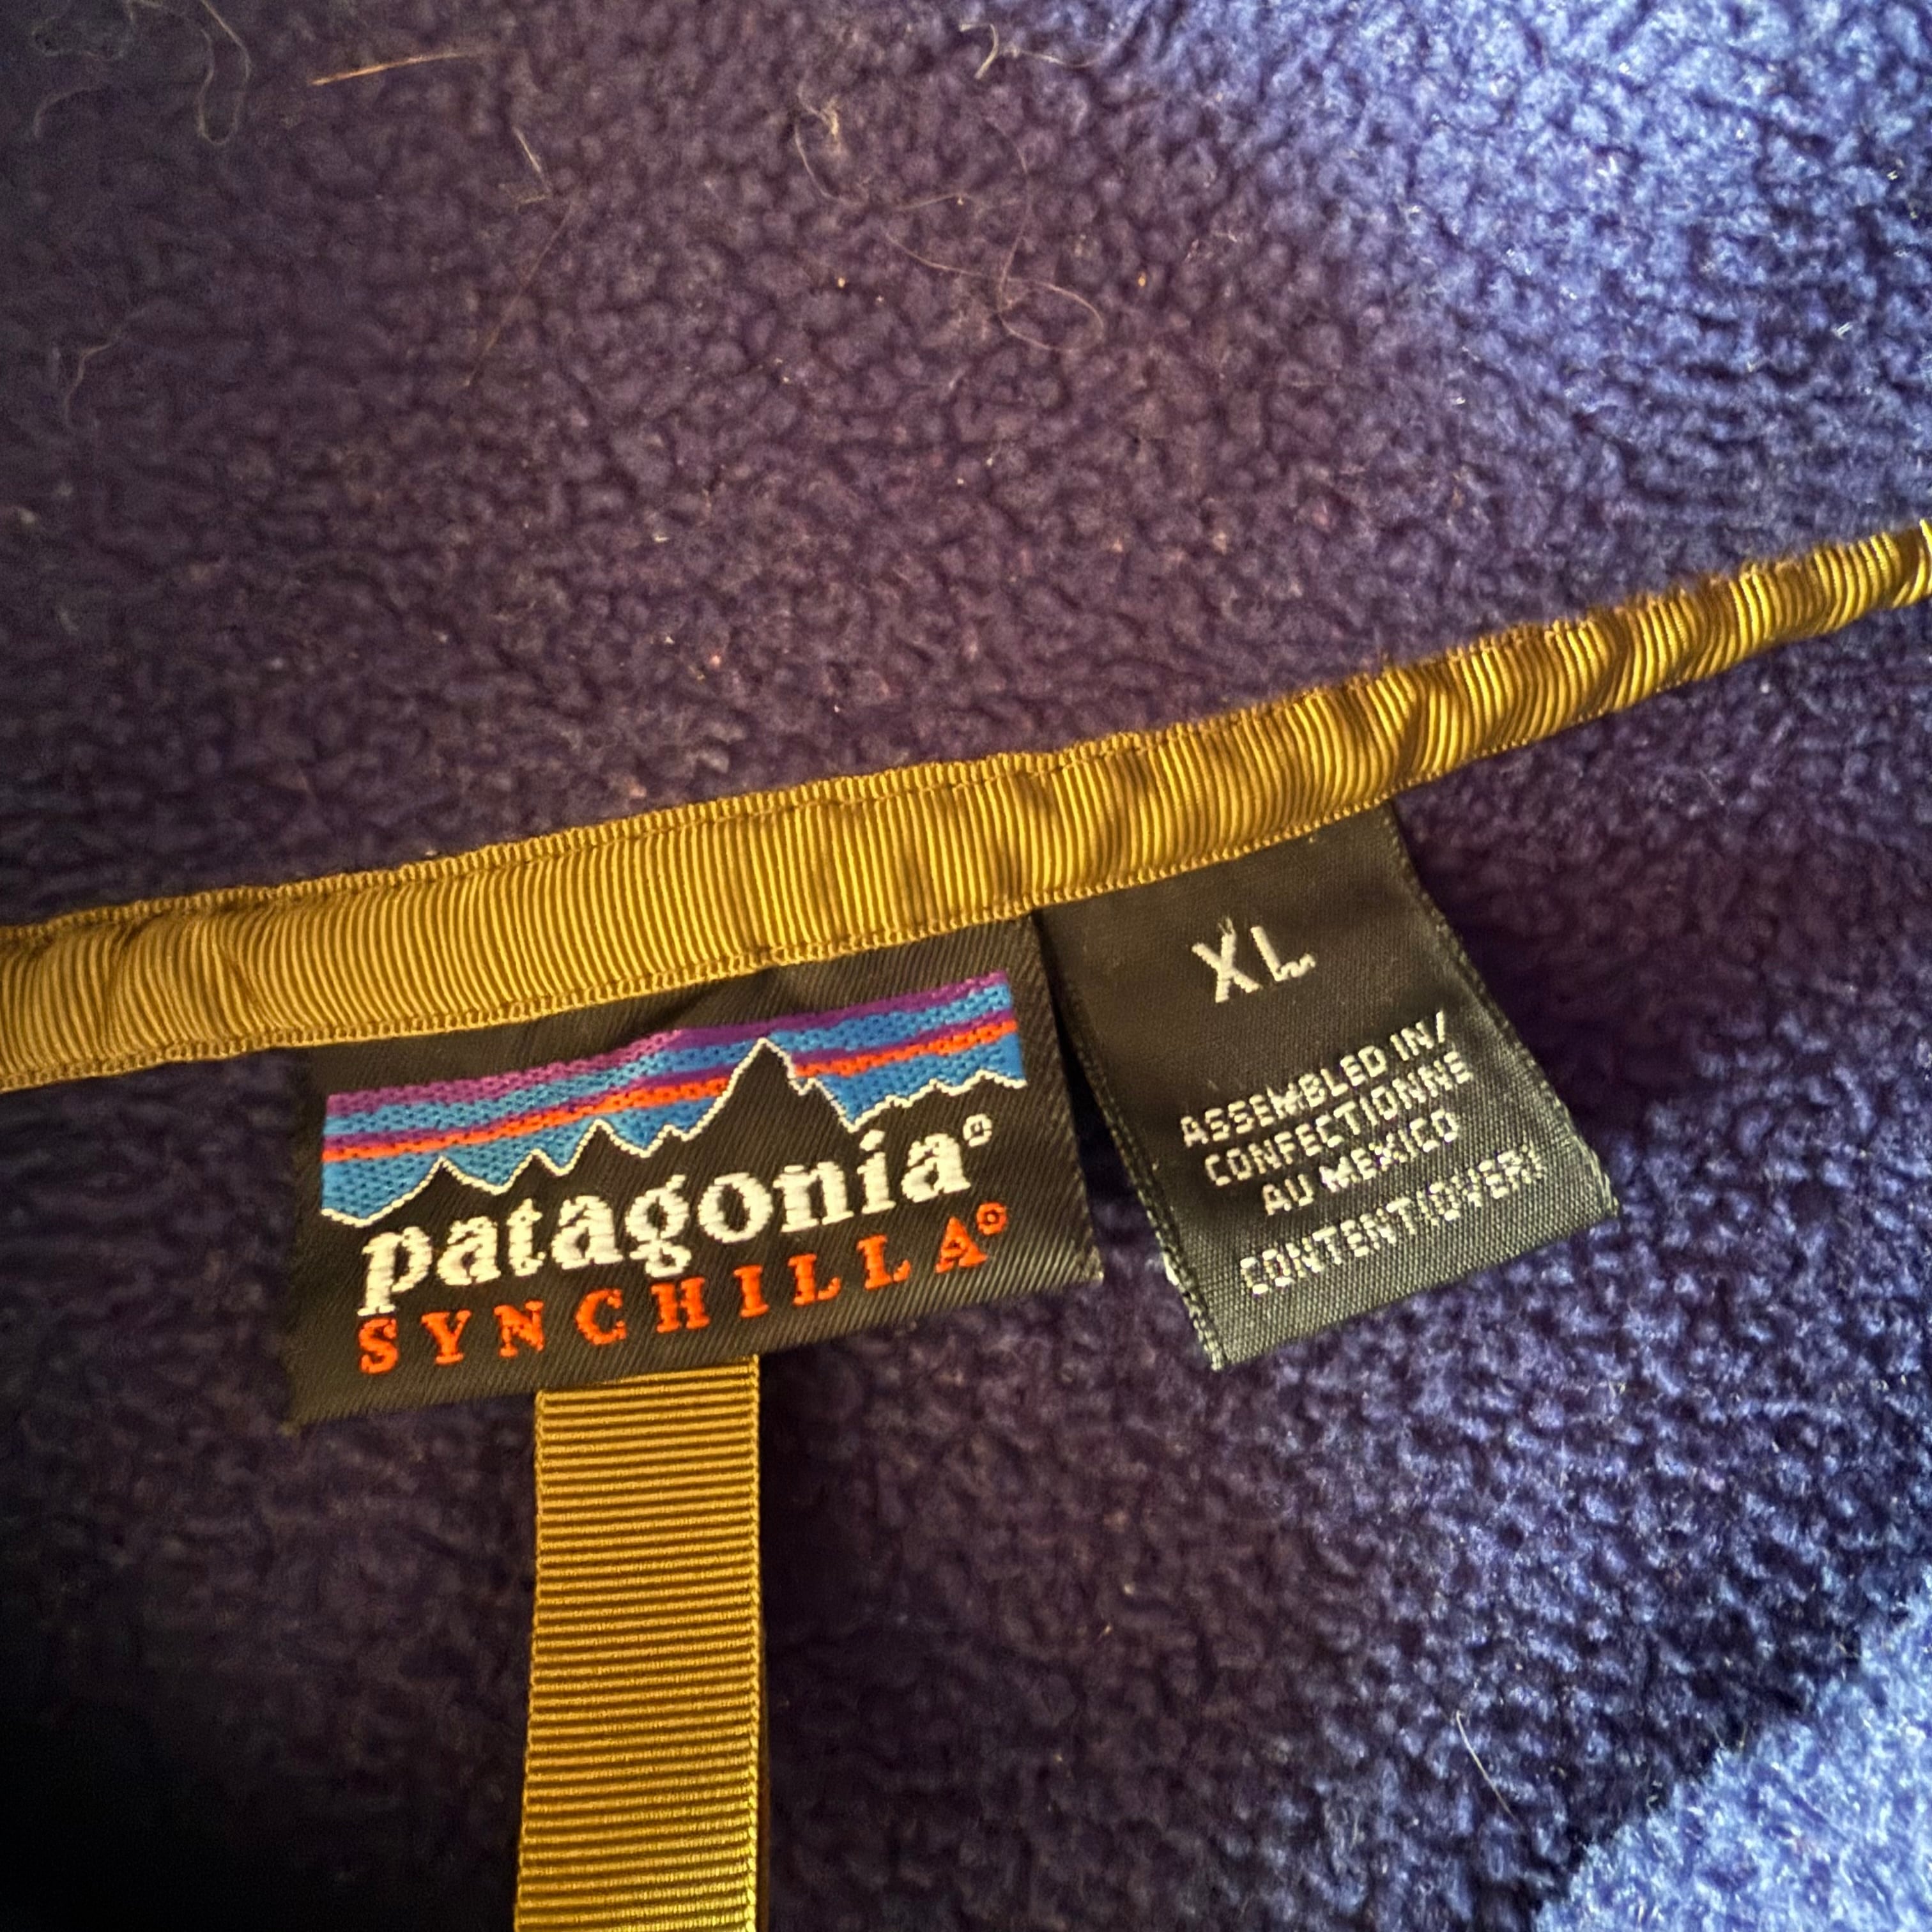 patagonia®
SYNCHILLA®
XL
ASSEMBLED IN/
CONFECTIONNE
AU MEXICO
CONTENT(OVER)